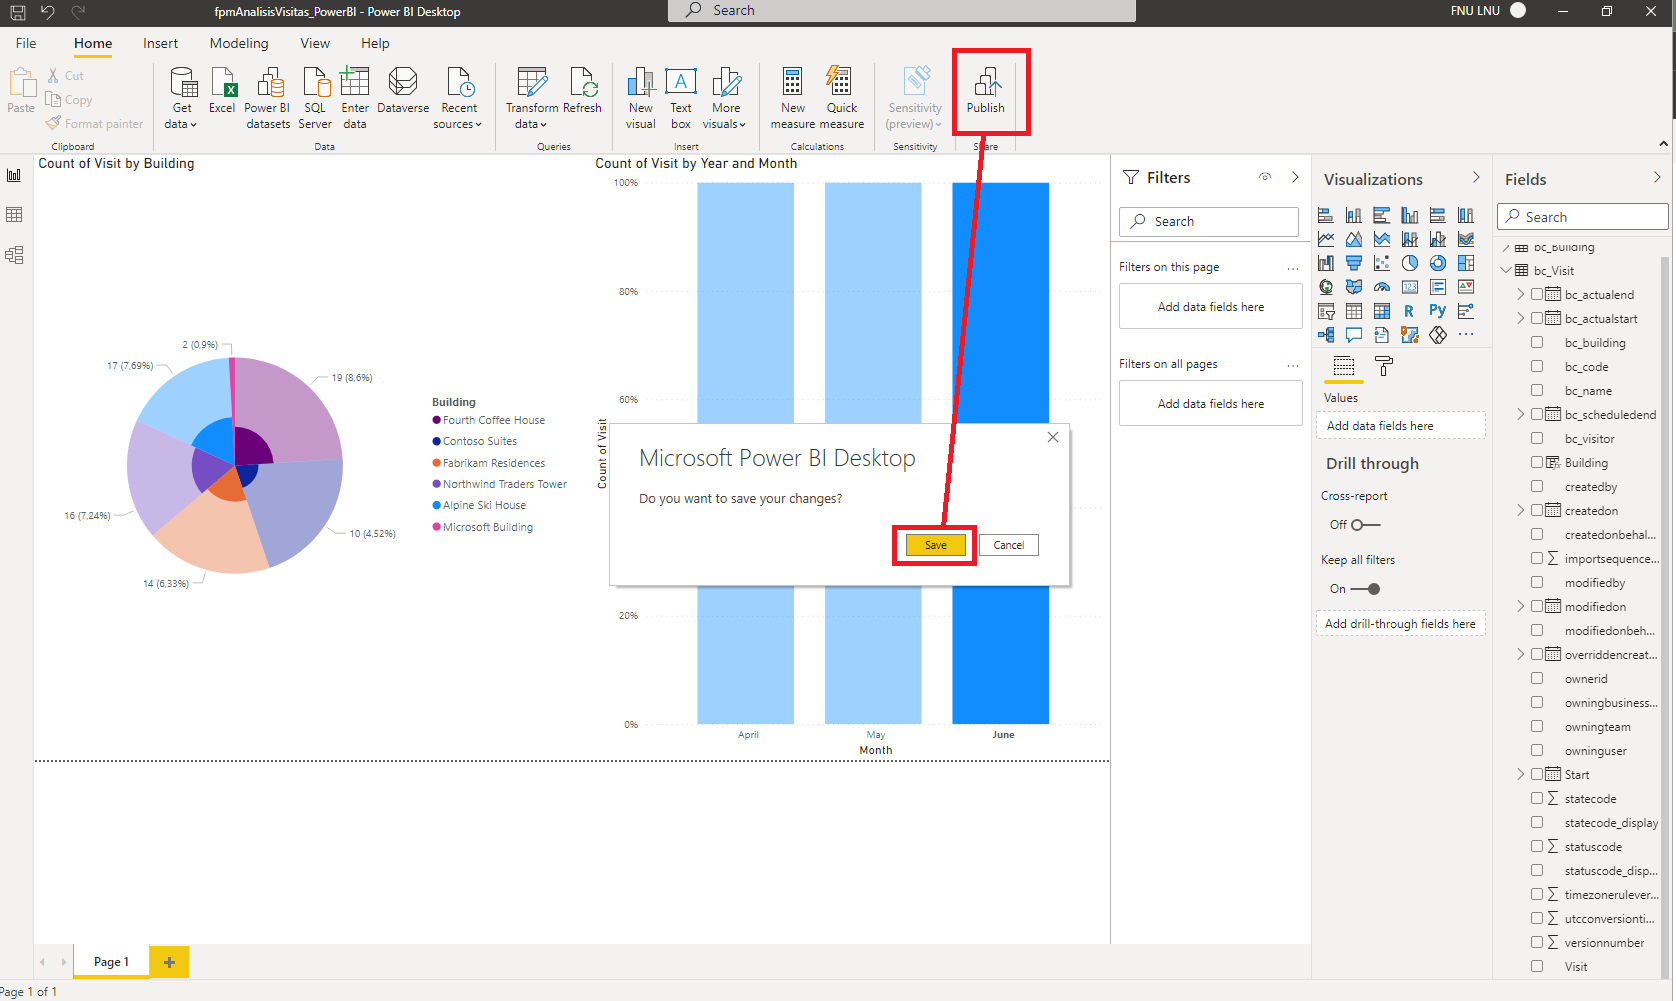 fpmAnalisisVisitas_PowerBI - Power BI Desktop
Search
FNU LNU
File
Home
Insert
Modeling
View
Help
Paste
Cut
Copy
Format painter
Clipboard
Get data
Excel
Power BI datasets
SQL Server
Enter data
Dataverse
Recent sources
Data
Transform data
Refresh
Queries
New visual
Text box
More visuals
Insert
New measure
Quick measure
Calculations
Sensitivity (preview)
Sensitivity
Publish
Share
Count of Visit by Building
2 (0,9%)
17 (7,69%)
19 (8,6%)
16 (7,24%)
10 (4,52%)
14 (6,33%)
Building
Fourth Coffee House
Contoso Suites
Fabrikam Residences
Northwind Traders Tower
Alpine Ski House
Microsoft Building
Count of Visit by Year and Month
100%
80%
60%
20%
0%
Count of Visit
April
May
June
Month
Microsoft Power BI Desktop
Do you want to save your changes?
Save
Cancel
Filters
Search
Filters on this page
...
Add data fields here
Filters on all pages
...
Add data fields here
Visualizations
R
Py
123
...
Values
Add data fields here
Drill through
Cross-report
Off
Keep all filters
On
Add drill-through fields here
Fields
Search
bc_Building
bc_Visit
bc_actualend
bc_actualstart
bc_building
bc_code
bc_name
bc_scheduledend
bc_visitor
Building
createdby
createdon
createdonbehal...
importsequence...
modifiedby
modifiedon
modifiedonbeh...
overriddencreat...
ownerid
owningbusiness...
owningteam
owninguser
Start
statecode
statecode_display
statuscode
statuscode_disp...
timezonerulever...
utcconversionti...
versionnumber
Visit
Page 1
Page 1 of 1